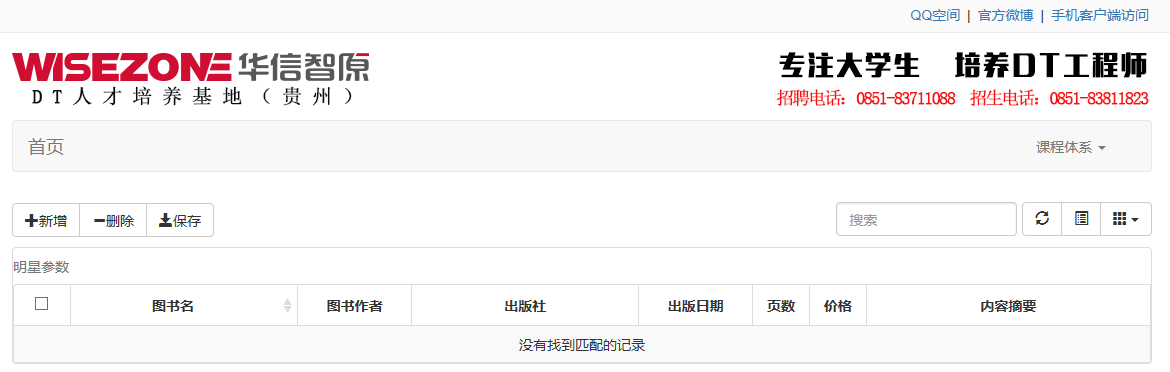 QQ空间 | 官方微博 | 手机客户端访问
WISEZONE 华信智原
DT人才培养基地（贵州）
专注大学生 培养DT工程师
招聘电话：0851-83711088 招生电话：0851-83811823
首页 课程体系
新增 删除 保存 搜索
明星参数
图书名 图书作者 出版社 出版日期 页数 价格 内容摘要
没有找到匹配的记录